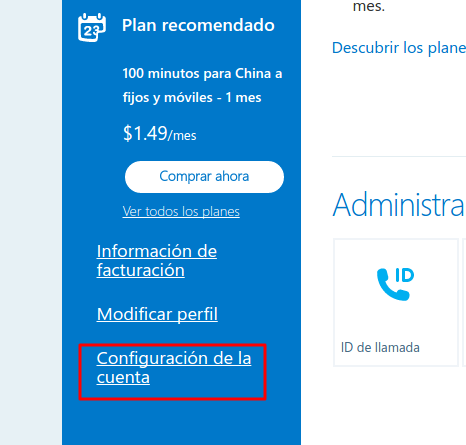 mes.
Plan recomendado
23
Descubrir los plane
100 minutos para China a
fijos y móviles - 1 mes
$1.49/mes
Comprar ahora
Ver todos los planes
Administra
Información de
facturación
ID
Modificar perfil
ID de llamada
Configuración de la
cuenta